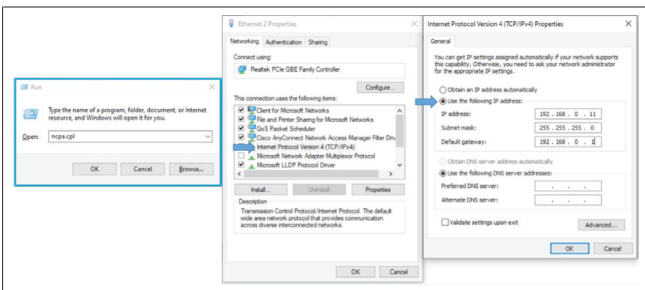 Run
Type the name of a program, folder, document, or Internet
resource, and Windows will open it for you.
Open: ncpa.cpl
OK Cancel Browse...
Ethernet 2 Properties
Networking Authentication Sharing
Connect using:
Realtek PCIe GBE Family Controller
Configure...
This connection uses the following items:
Client for Microsoft Networks
File and Printer Sharing for Microsoft Networks
QoS Packet Scheduler
Cisco AnyConnect Network Access Manager Filter Driv
Internet Protocol Version 4 (TCP/IPv4)
Microsoft Network Adapter Multiplexor Protocol
Microsoft LLDP Protocol Driver
Install... Uninstall Properties
Description
Transmission Control Protocol/Internet Protocol. The default
wide area network protocol that provides communication
across diverse interconnected networks.
OK Cancel
Internet Protocol Version 4 (TCP/IPv4) Properties
General
You can get IP settings assigned automatically if your network supports
this capability. Otherwise, you need to ask your network administrator
for the appropriate IP settings.
Obtain an IP address automatically
Use the following IP address:
IP address: 192 . 168 . 0 . 11
Subnet mask: 255 . 255 . 255 . 0
Default gateway: 192 . 168 . 0 . 1
Obtain DNS server address automatically
Use the following DNS server addresses:
Preferred DNS server: . . .
Alternate DNS server: . . .
Validate settings upon exit
Advanced...
OK Cancel